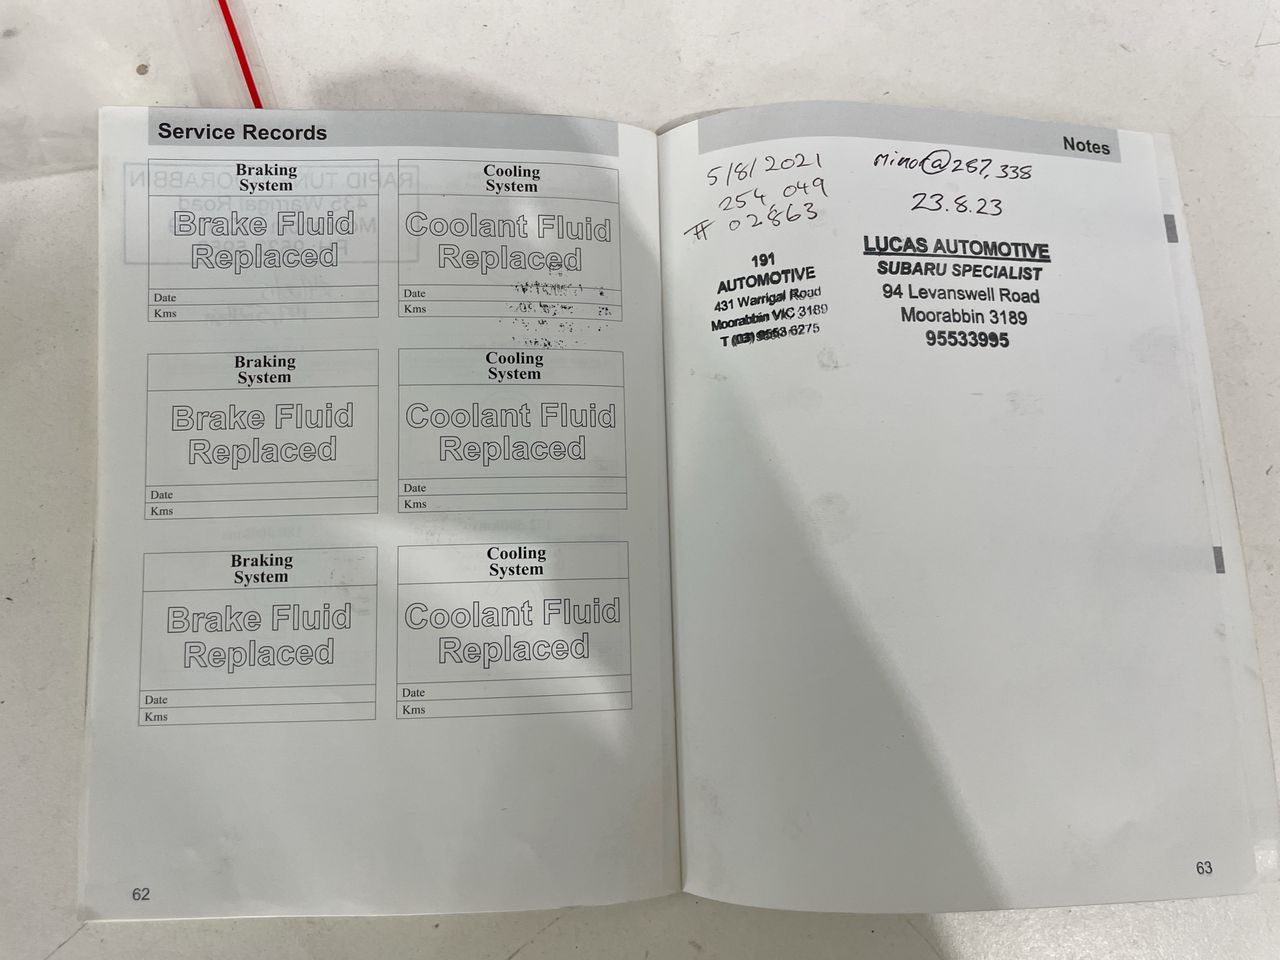 Service Records
Braking
System
Brake Fluid
Replaced
Date
Kms
Cooling
System
Coolant Fluid
Replaced
Date
Kms
Braking
System
Brake Fluid
Replaced
Date
Kms
Cooling
System
Coolant Fluid
Replaced
Date
Kms
Braking
System
Brake Fluid
Replaced
Date
Kms
Cooling
System
Coolant Fluid
Replaced
Date
Kms
62
Notes
5/8/2021
254,049
# 02863
191
AUTOMOTIVE
431 Warrigal Road
Moorabbin VIC 3189
T (03) 9553 6275
Minor@287,338
23.8.23
LUCAS AUTOMOTIVE
SUBARU SPECIALIST
94 Levanswell Road
Moorabbin 3189
95533995
63